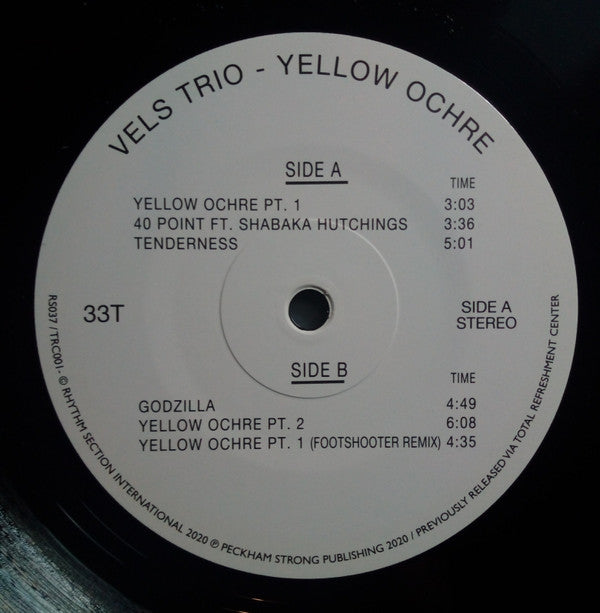 VELS TRIO - YELLOW OCHRE
SIDE A
TIME
YELLOW OCHRE PT. 1 3:03
40 POINT FT. SHABAKA HUTCHINGS 3:36
TENDERNESS 5:01
33T
SIDE A
STEREO
SIDE B
TIME
GODZILLA 4:49
YELLOW OCHRE PT. 2 6:08
YELLOW OCHRE PT. 1 (FOOTSHOOTER REMIX) 4:35
RS037 / TRC001- © RHYTHM SECTION INTERNATIONAL 2020 ℗ PECKHAM STRONG PUBLISHING 2020 / PREVIOUSLY RELEASED VIA TOTAL REFRESHMENT CENTER